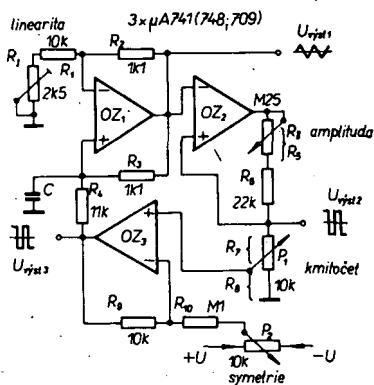 3×µA741(748;709)
linearita
R₁
10k
R₁
2k5
R₂
1k1
OZ₁
Uvýst1
OZ₂
M25
R₅
amplituda
R₃
1k1
R₆
22k
C
R₄
11k
Uvýst2
Uvýst3
OZ₃
R₇
P₁
R₈
10k
kmitočet
R₉
10k
R₁₀
M1
P₂
+U
10k
-U
symetrie